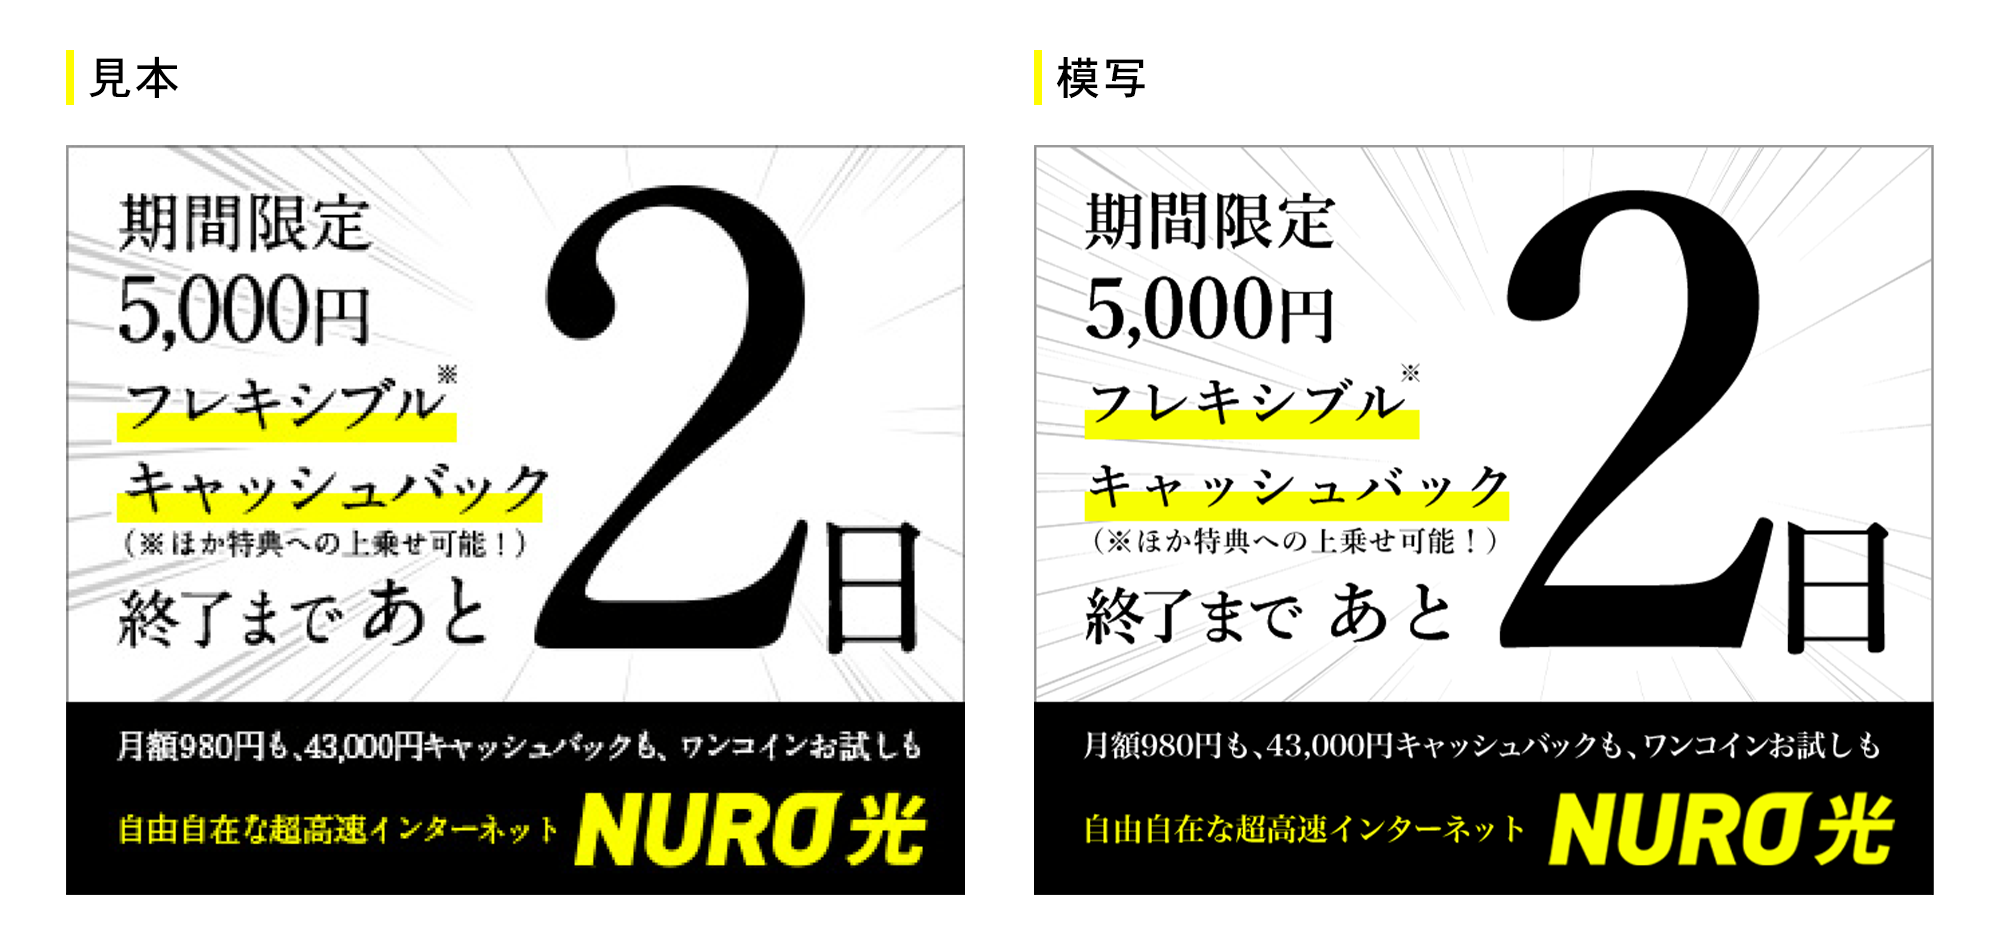 見本
期間限定
5,000円
フレキシブル※
キャッシュバック
（※ほか特典への上乗せ可能！）
終了まで あと
2日
月額980円も、43,000円キャッシュバックも、ワンコインお試しも
自由自在な超高速インターネット NURO 光
模写
期間限定
5,000円
フレキシブル※
キャッシュバック
（※ほか特典への上乗せ可能！）
終了まで あと
2日
月額980円も、43,000円キャッシュバックも、ワンコインお試しも
自由自在な超高速インターネット NURO 光